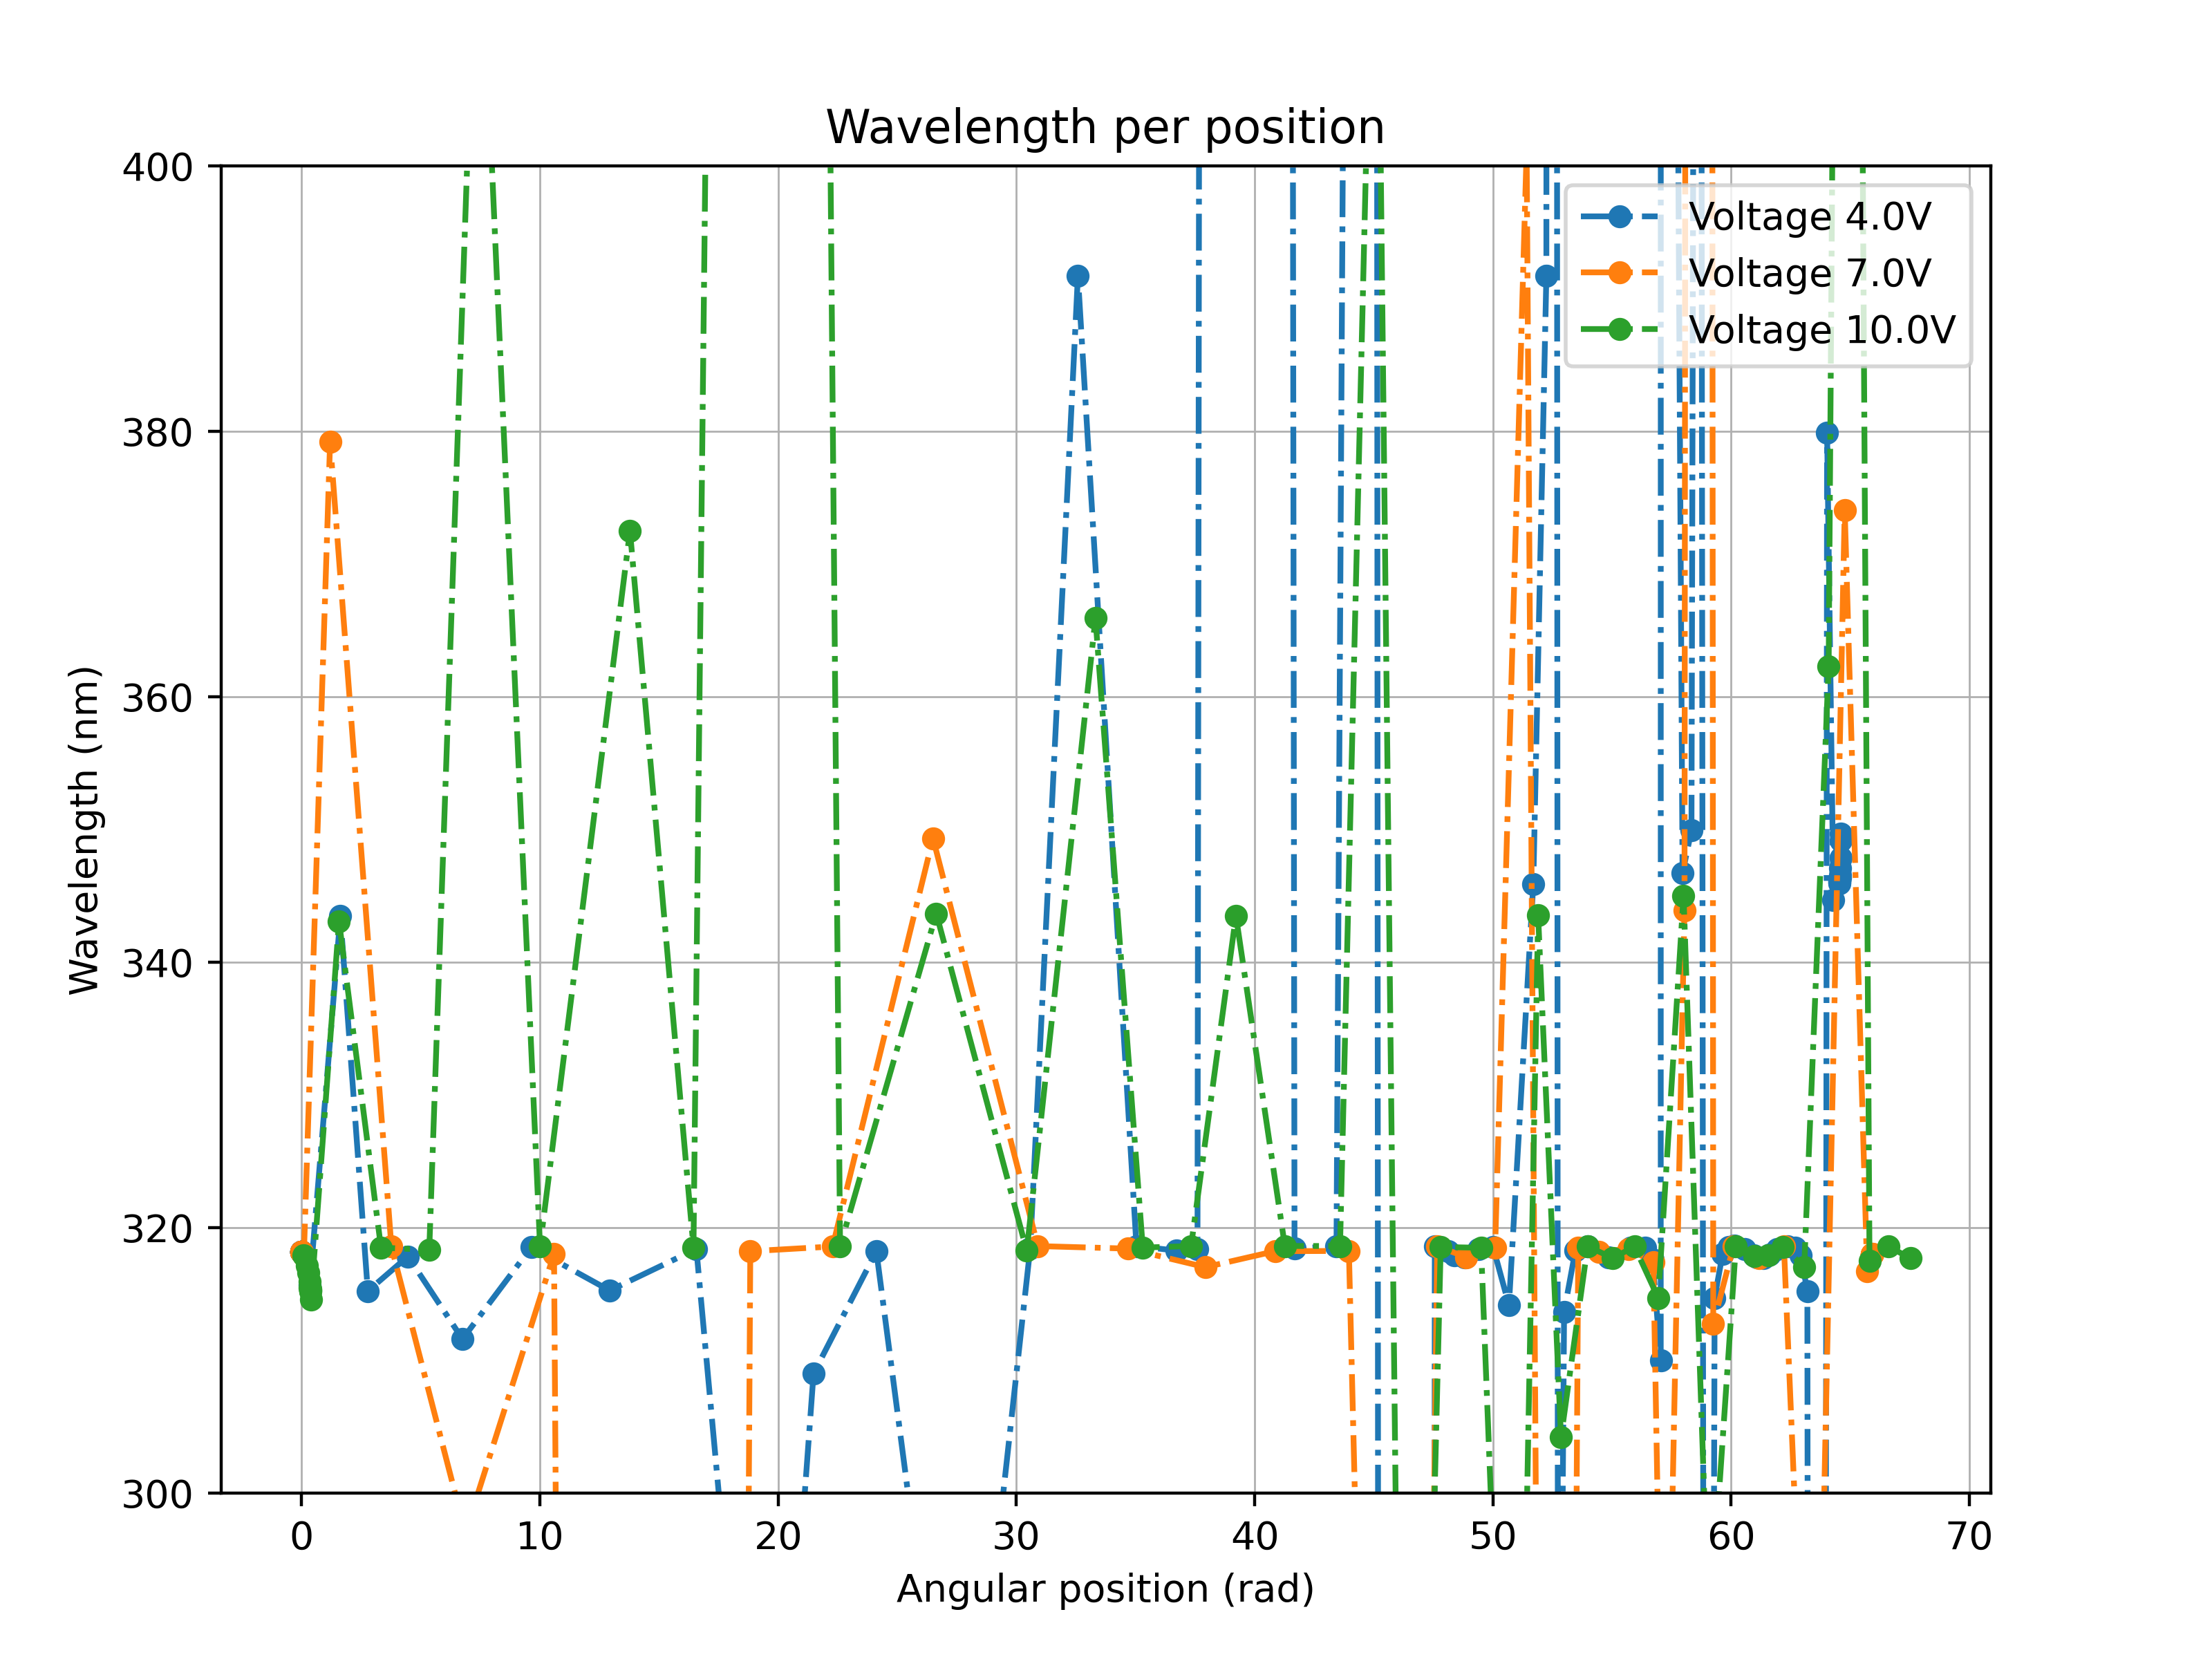 Wavelength per position
400
380
360
340
320
300
Wavelength (nm)
Voltage 4.0V
Voltage 7.0V
Voltage 10.0V
0 10 20 30 40 50 60 70
Angular position (rad)